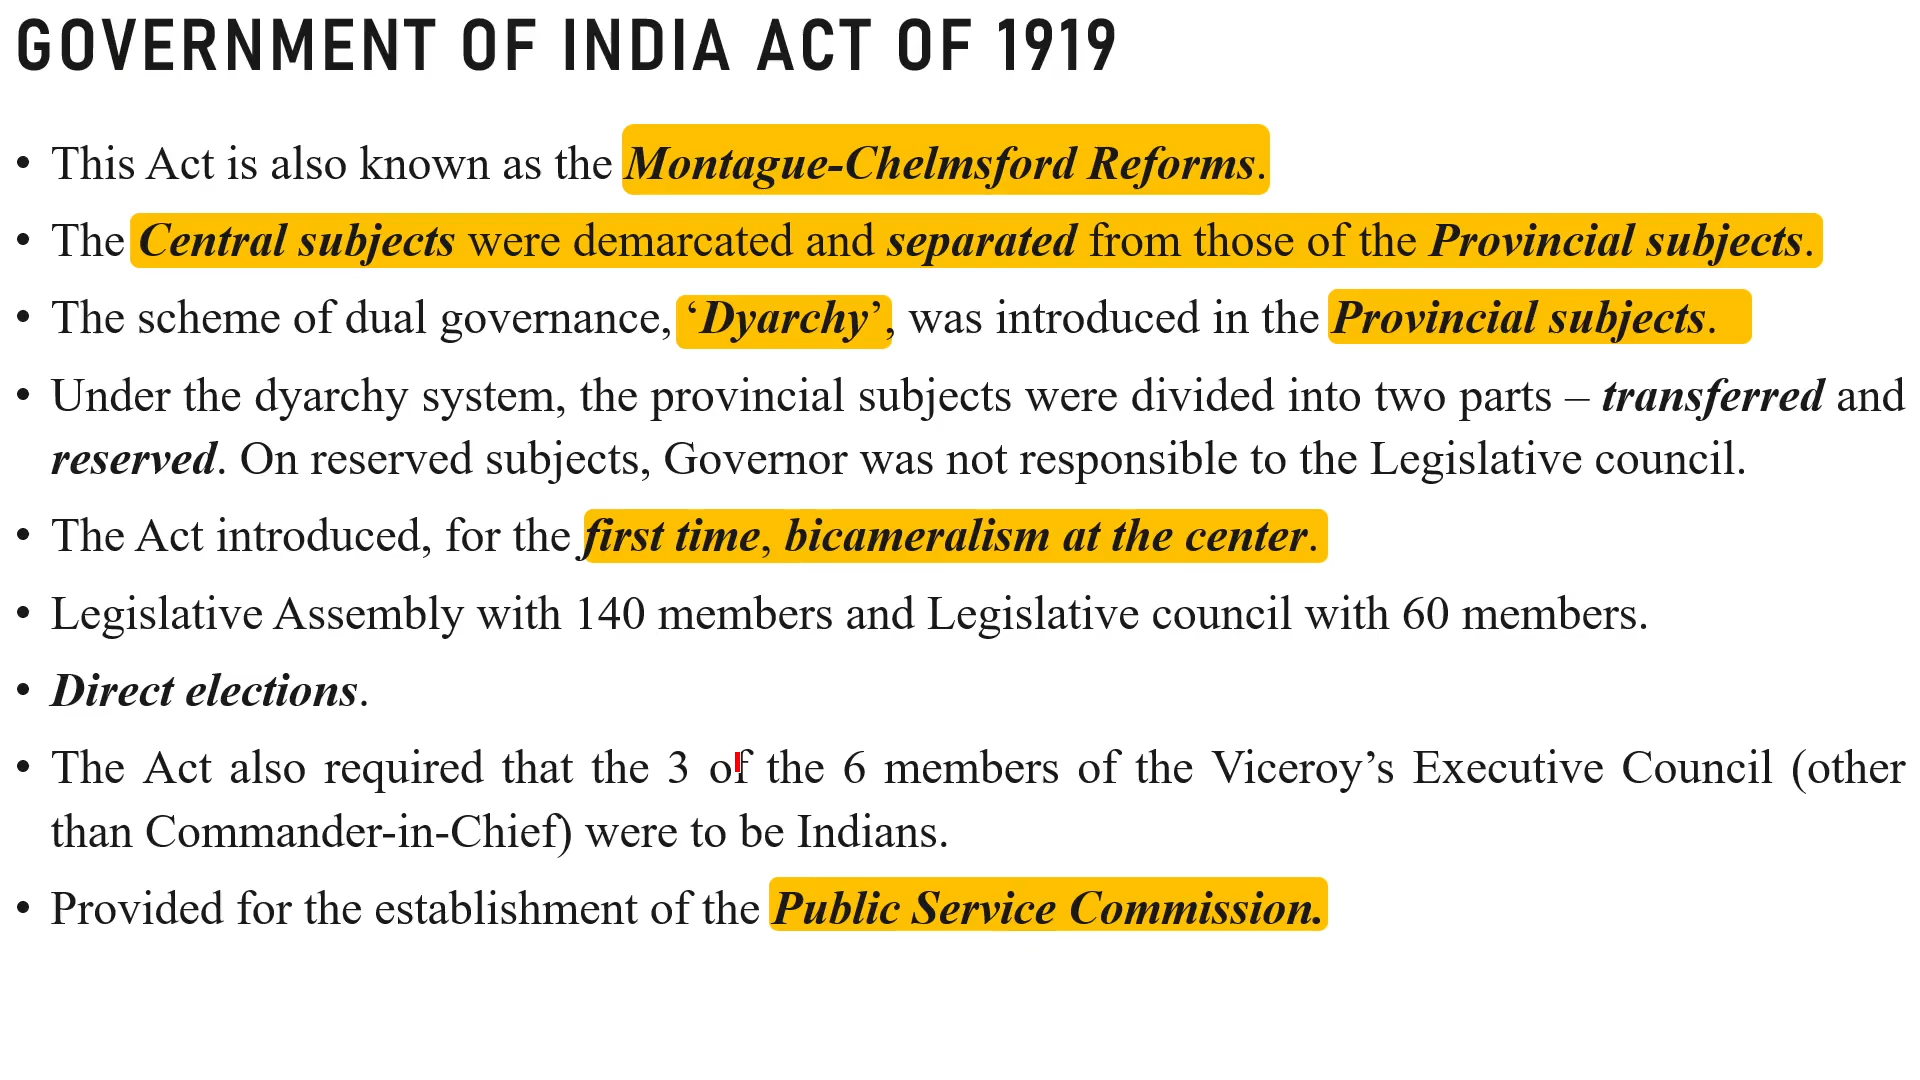 GOVERNMENT OF INDIA ACT OF 1919
• This Act is also known as the Montague-Chelmsford Reforms.
• The Central subjects were demarcated and separated from those of the Provincial subjects.
• The scheme of dual governance, ‘Dyarchy’, was introduced in the Provincial subjects.
• Under the dyarchy system, the provincial subjects were divided into two parts – transferred and
reserved. On reserved subjects, Governor was not responsible to the Legislative council.
• The Act introduced, for the first time, bicameralism at the center.
• Legislative Assembly with 140 members and Legislative council with 60 members.
• Direct elections.
• The Act also required that the 3 of the 6 members of the Viceroy’s Executive Council (other
than Commander-in-Chief) were to be Indians.
• Provided for the establishment of the Public Service Commission.